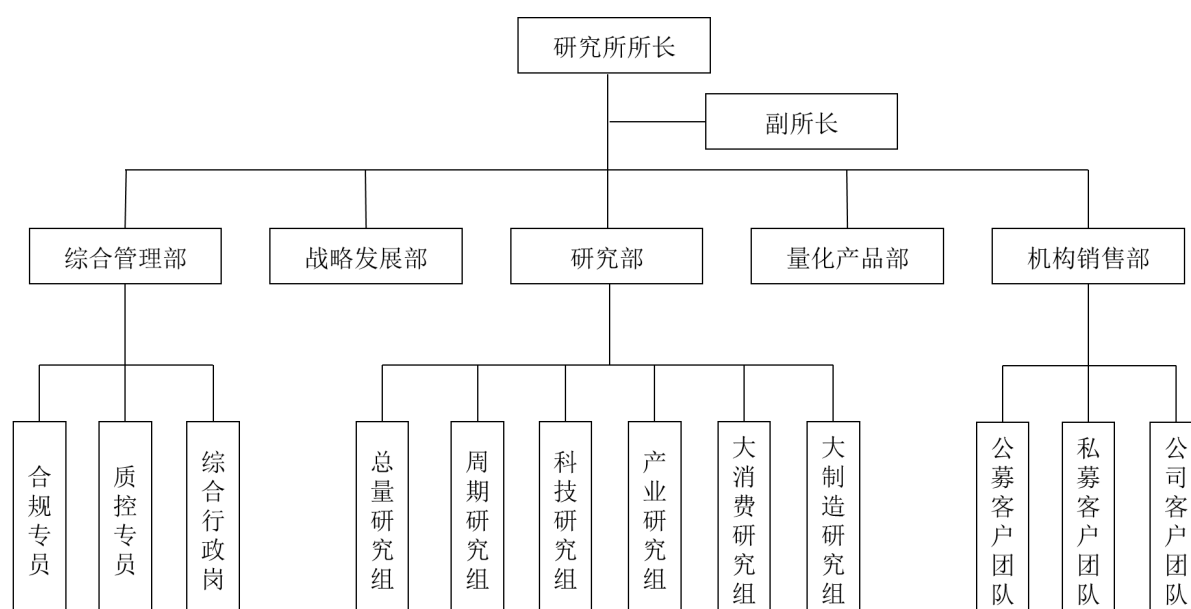 研究所所长
副所长
综合管理部
战略发展部
研究部
量化产品部
机构销售部
合规专员
质控专员
综合行政岗
总量研究组
周期研究组
科技研究组
产业研究组
大消费研究组
大制造研究组
公募客户团队
私募客户团队
公司客户团队